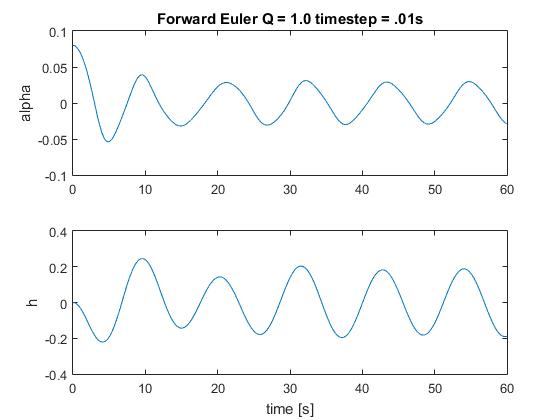 Forward Euler Q = 1.0 timestep = .01s
0.1
0.05
0
-0.05
-0.1
alpha
0 10 20 30 40 50 60
0.4
0.2
0
-0.2
-0.4
h
0 10 20 30 40 50 60
time [s]